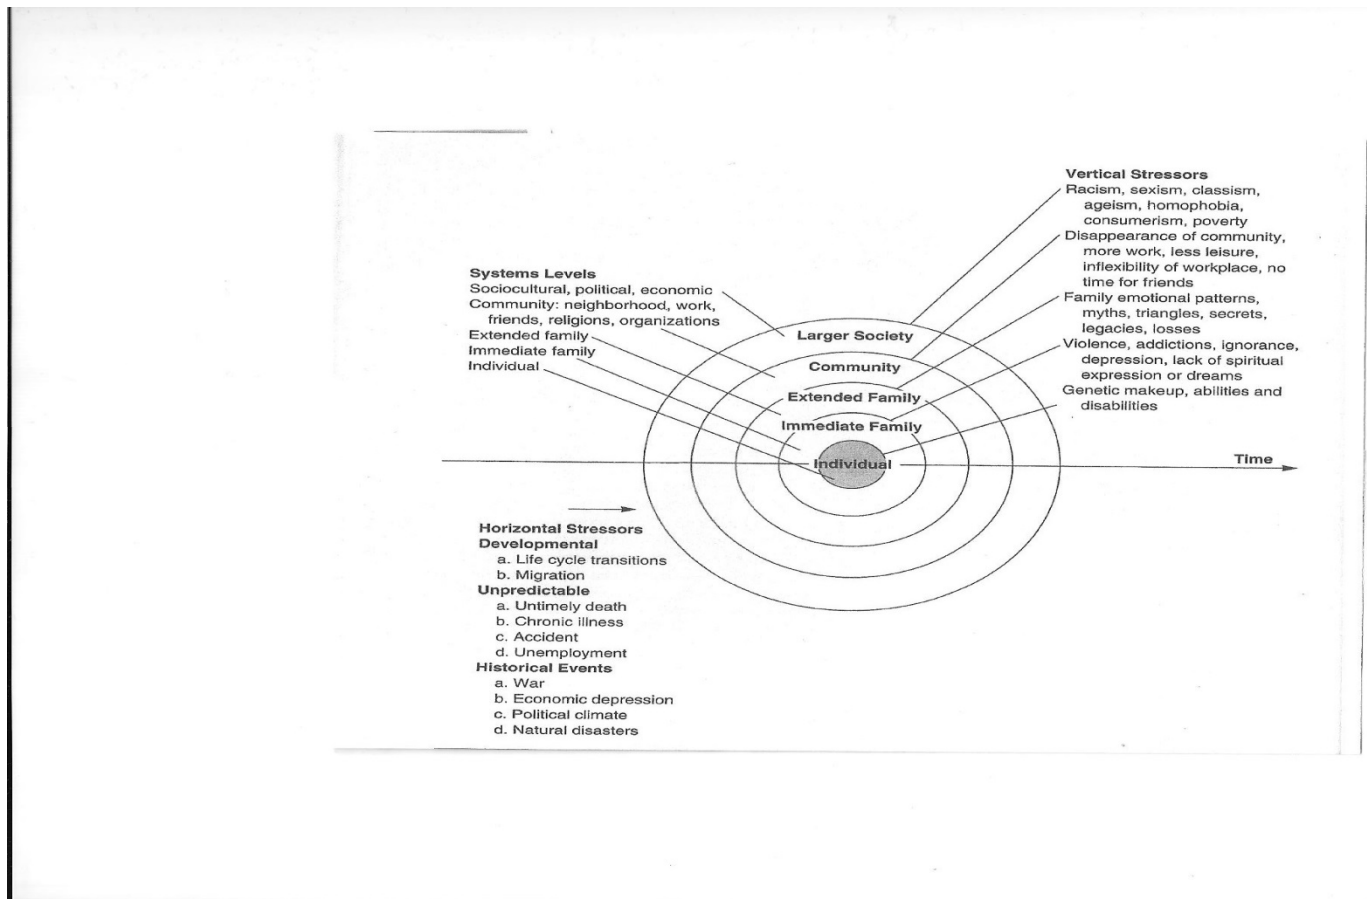 Vertical Stressors
Racism, sexism, classism,
ageism, homophobia,
consumerism, poverty
Disappearance of community,
more work, less leisure,
inflexibility of workplace, no
time for friends
Family emotional patterns,
myths, triangles, secrets,
legacies, losses
Violence, addictions, ignorance,
depression, lack of spiritual
expression or dreams
Genetic makeup, abilities and
disabilities
Systems Levels
Sociocultural, political, economic
Community: neighborhood, work,
friends, religions, organizations
Extended family
Immediate family
Individual
Larger Society
Community
Extended Family
Immediate Family
Individual
Time
Horizontal Stressors
Developmental
a. Life cycle transitions
b. Migration
Unpredictable
a. Untimely death
b. Chronic illness
c. Accident
d. Unemployment
Historical Events
a. War
b. Economic depression
c. Political climate
d. Natural disasters